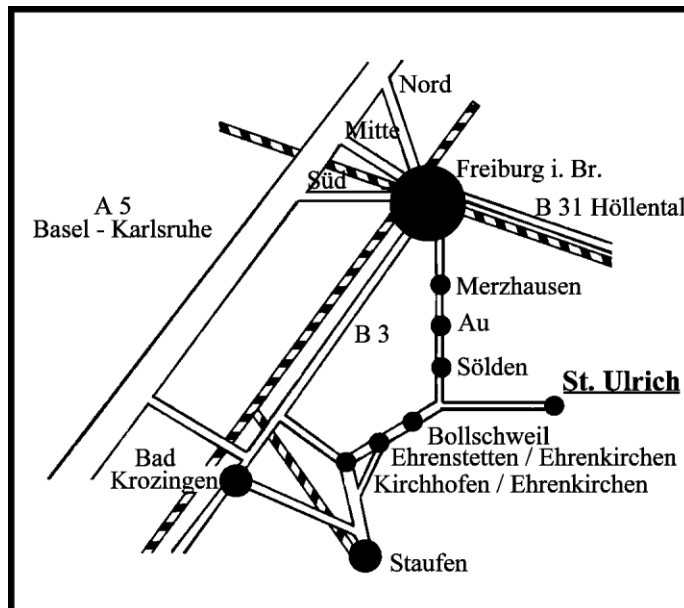 Nord
Mitte
Süd
Freiburg i. Br.
A 5
Basel - Karlsruhe
B 31 Höllental
Merzhausen
Au
B 3
Sölden
St. Ulrich
Bollschweil
Bad
Krozingen
Ehrenstetten / Ehrenkirchen
Kirchhofen / Ehrenkirchen
Staufen